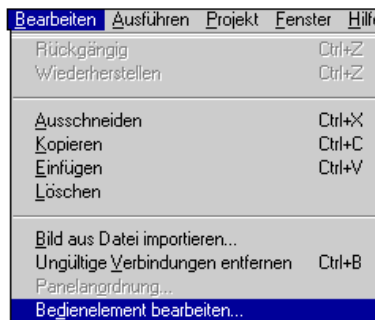 Bearbeiten Ausführen Projekt Fenster Hilfe
Rückgängig Ctrl+Z
Wiederherstellen Ctrl+Z
Ausschneiden Ctrl+X
Kopieren Ctrl+C
Einfügen Ctrl+V
Löschen
Bild aus Datei importieren...
Ungültige Verbindungen entfernen Ctrl+B
Panelanordnung...
Bedienelement bearbeiten...